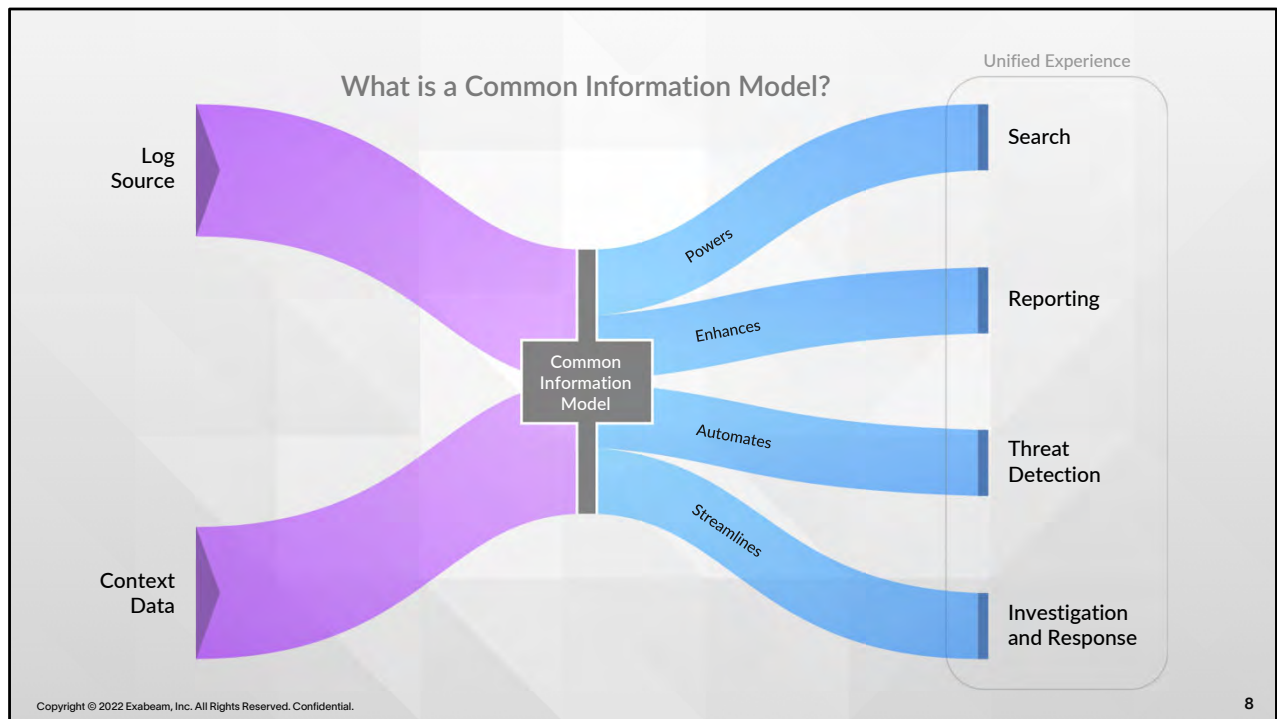 Unified Experience
What is a Common Information Model?
Log
Source
Context
Data
Common
Information
Model
Powers
Enhances
Automates
Streamlines
Search
Reporting
Threat
Detection
Investigation
and Response
Copyright © 2022 Exabeam, Inc. All Rights Reserved. Confidential.
8